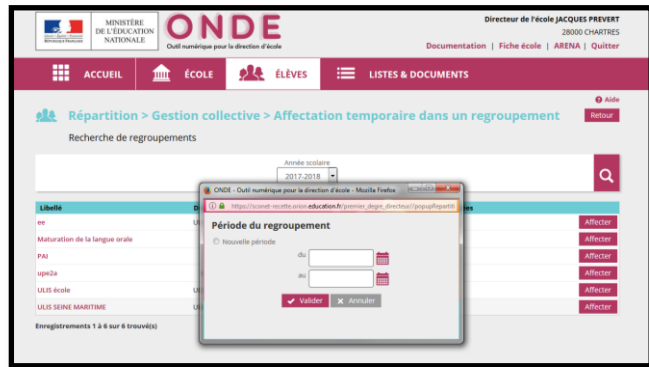 MINISTÈRE
DE L'ÉDUCATION
NATIONALE
ONDE
Outil numérique pour la direction d'école
Directeur de l'école JACQUES PREVERT
28000 CHARTRES
Documentation | Fiche école | ARENA | Quitter
ACCUEIL ÉCOLE ÉLÈVES LISTES & DOCUMENTS
Aide
Répartition > Gestion collective > Affectation temporaire dans un regroupement
Retour
Recherche de regroupements
Année scolaire
2017-2018
ONDE - Outil numérique pour la direction d'école - Mozilla Firefox
https://sconet-recette.orion.education.fr/premier_degre_directeur//popupRepartiti
Libellé
ee Affecter
Maturation de la langue orale Affecter
PAI Affecter
upe2a Affecter
ULIS école Affecter
ULIS SEINE MARITIME Affecter
Période du regroupement
Nouvelle période
du
au
Valider Annuler
Enregistrements 1 à 6 sur 6 trouvé(s)